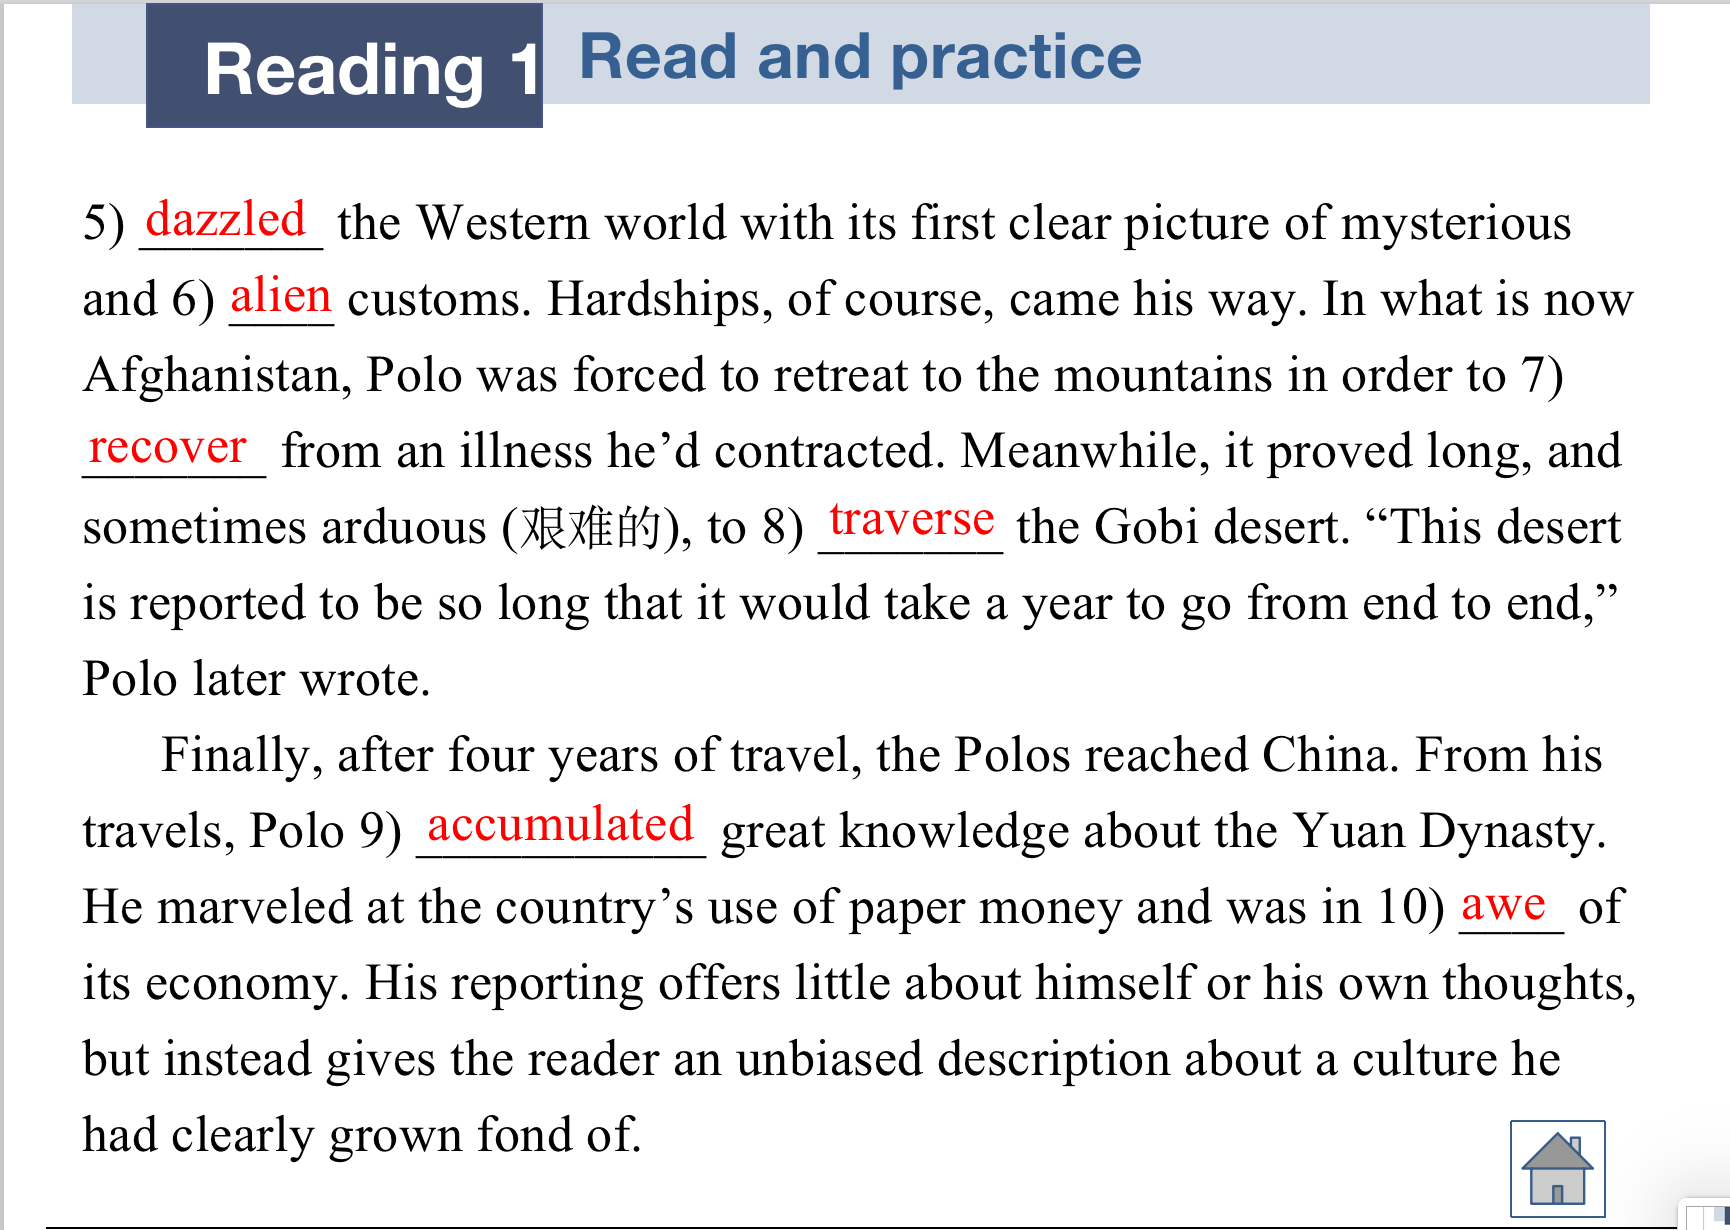 Reading 1 Read and practice
5) dazzled the Western world with its first clear picture of mysterious
and 6) alien customs. Hardships, of course, came his way. In what is now
Afghanistan, Polo was forced to retreat to the mountains in order to 7)
recover from an illness he’d contracted. Meanwhile, it proved long, and
sometimes arduous (艰难的), to 8) traverse the Gobi desert. “This desert
is reported to be so long that it would take a year to go from end to end,”
Polo later wrote.
Finally, after four years of travel, the Polos reached China. From his
travels, Polo 9) accumulated great knowledge about the Yuan Dynasty.
He marveled at the country’s use of paper money and was in 10) awe of
its economy. His reporting offers little about himself or his own thoughts,
but instead gives the reader an unbiased description about a culture he
had clearly grown fond of.